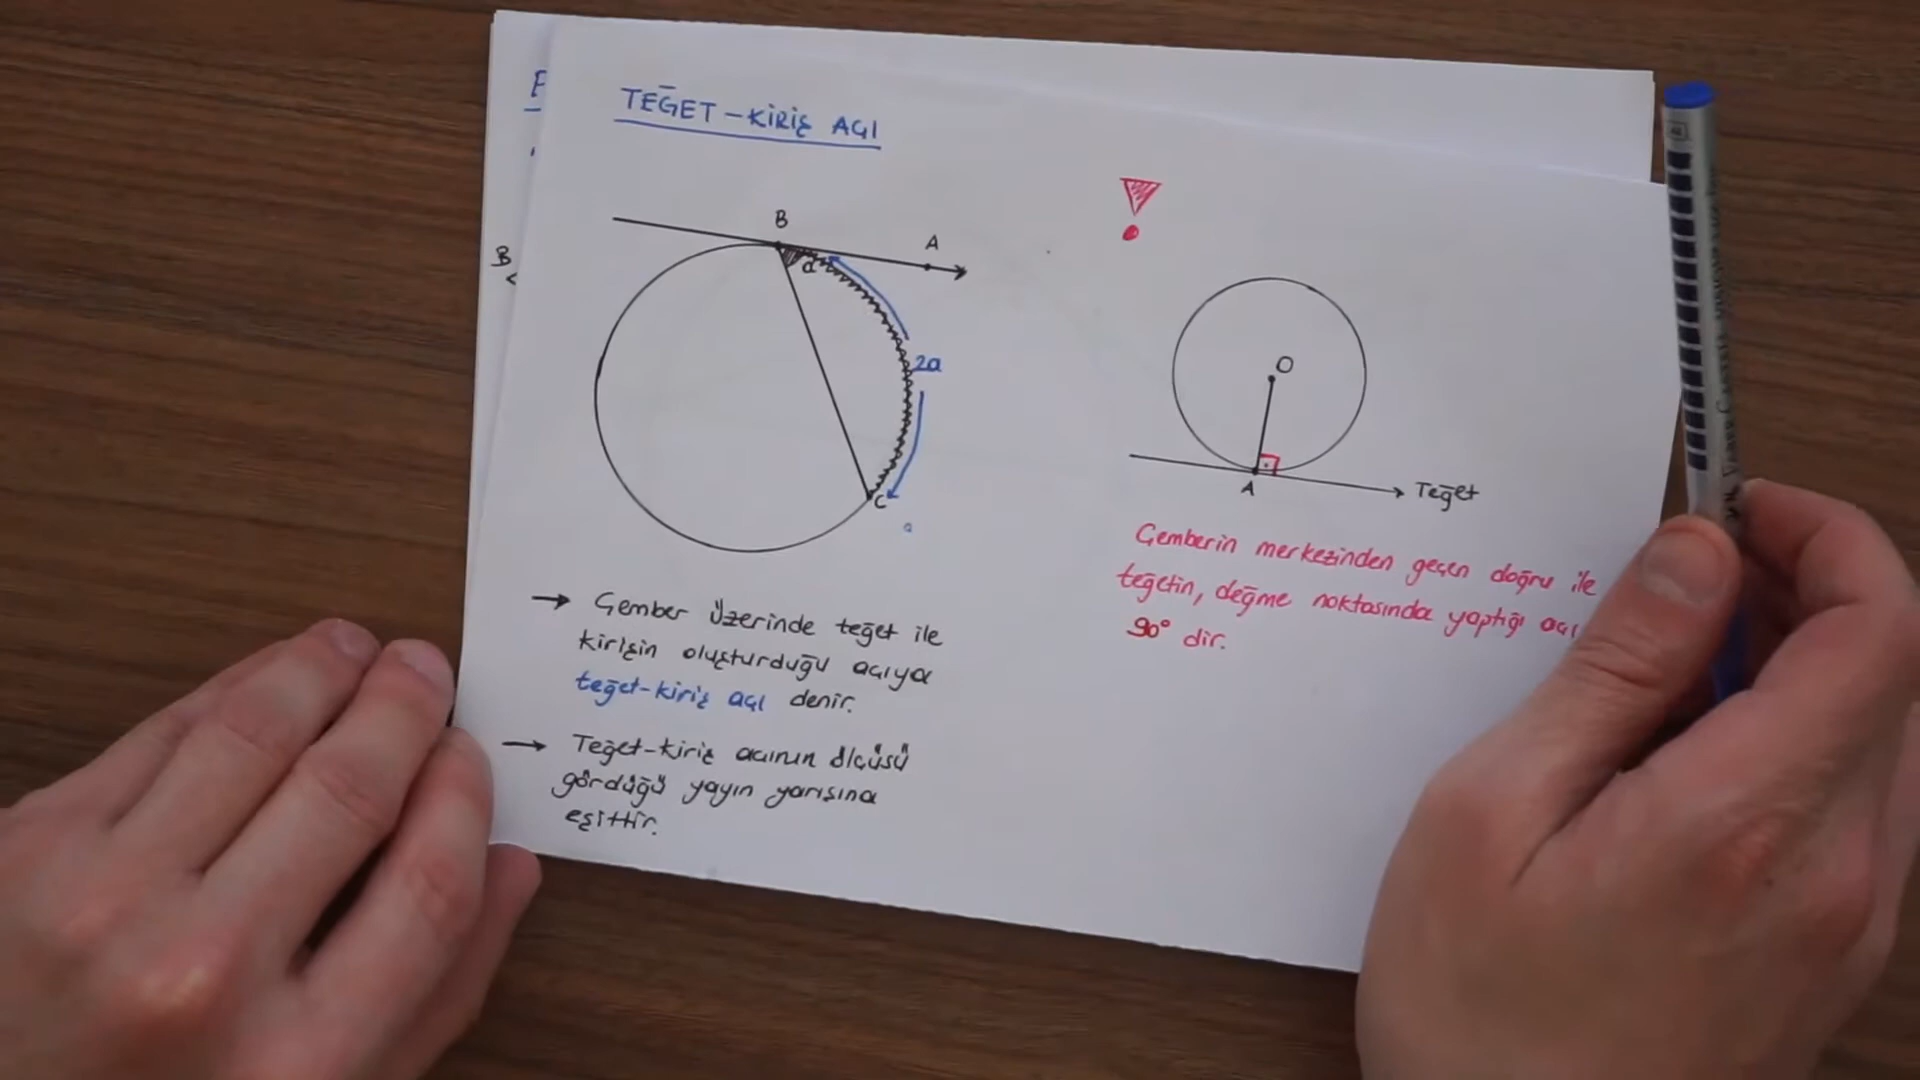 TEĞET-KİRİŞ AÇI
B
A
a
2a
C
B
O
A
Teğet
Çemberin merkezinden geçen doğru ile
teğetin, değme noktasında yaptığı açı
90° dir.
→ Çember üzerinde teğet ile
kirişin oluşturduğu açıya
teğet-kiriş açı denir.
→ Teğet-kiriş açının ölçüsü
gördüğü yayın yarısına
eşittir.